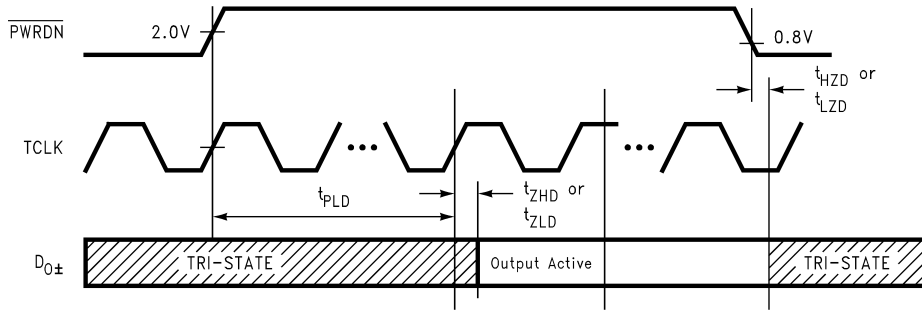 PWRDN
2.0V
0.8V
tHZD or
tLZD
TCLK
tPLD
tZHD or
tZLD
DO±
TRI-STATE
Output Active
TRI-STATE